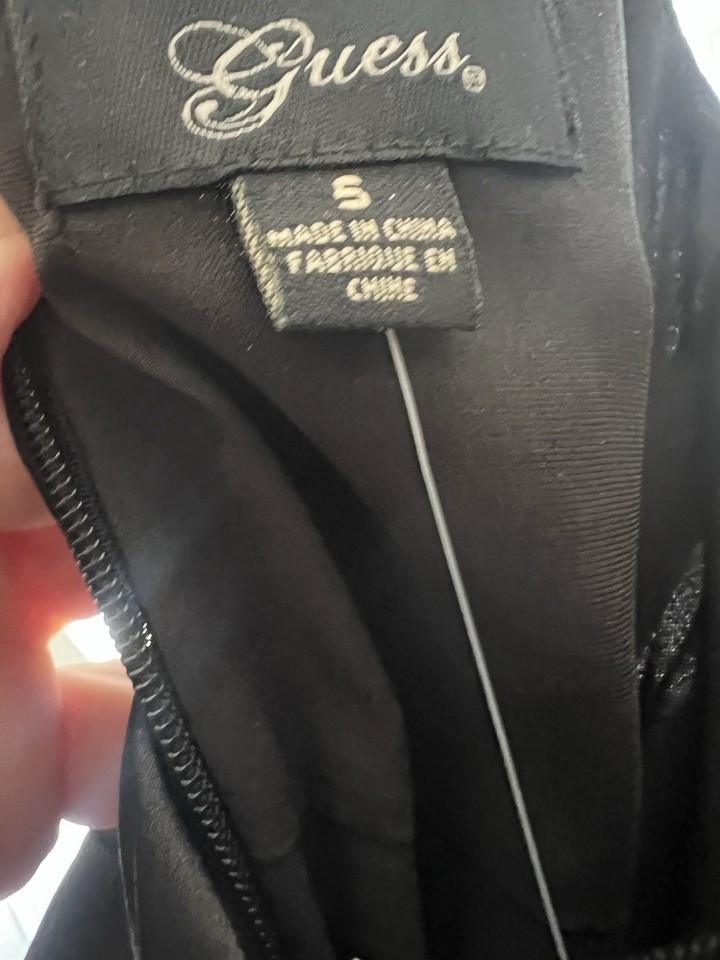 Guess®
S
MADE IN CHINA
FABRIQUE EN
CHINE